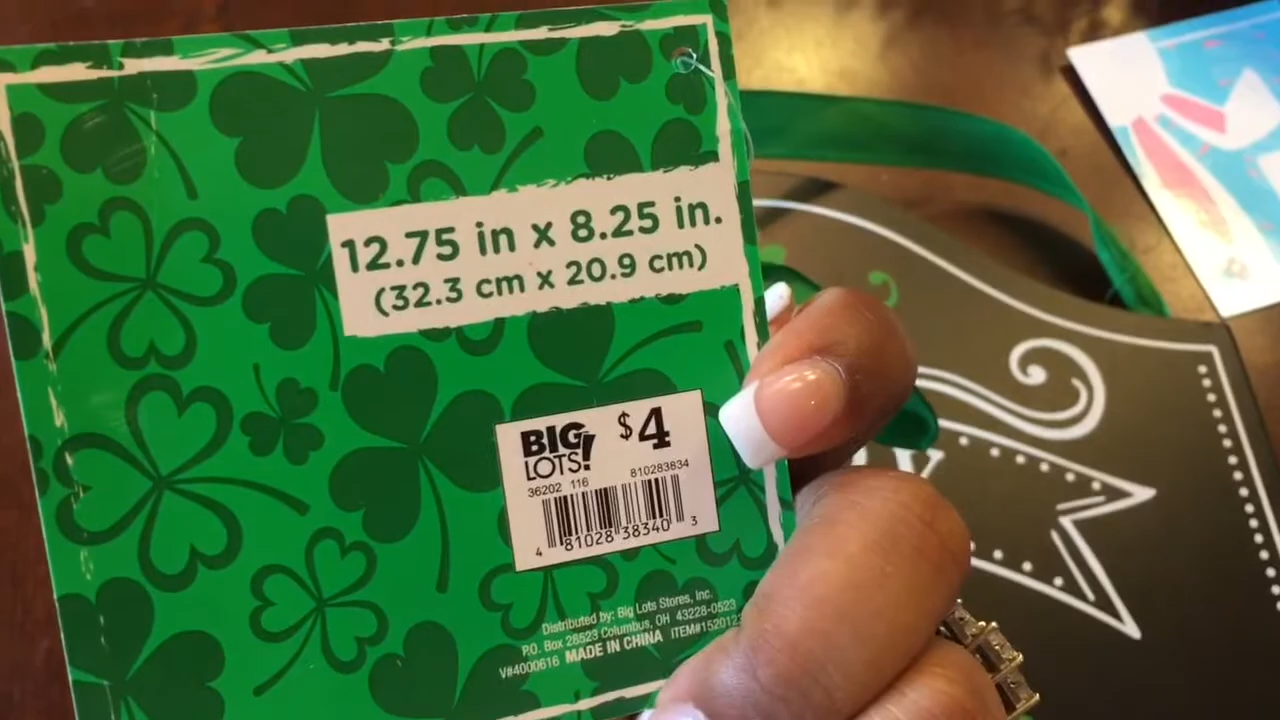 12.75 in x 8.25 in.
(32.3 cm x 20.9 cm)
BIG LOTS! $4
36202 116 810283834
4 81028 38340 3
Distributed by: Big Lots Stores, Inc.
P.O. Box 28523 Columbus, OH 43228-0523
V#4000616 MADE IN CHINA